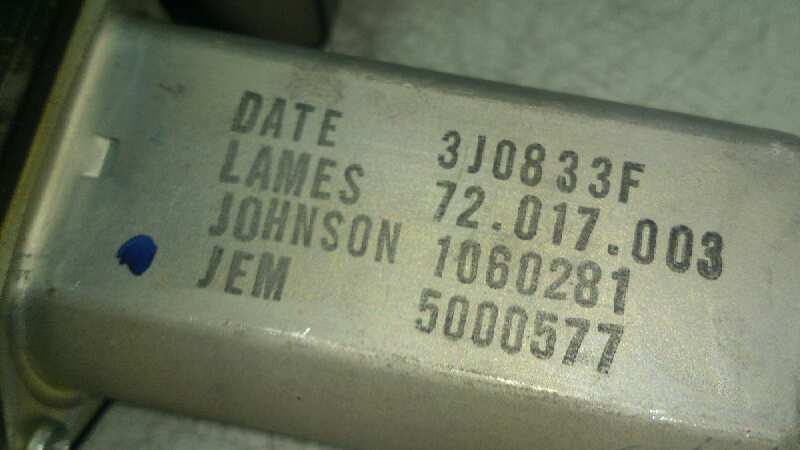 DATE 3J0833F
LAMES 72.017.003
JOHNSON 1060281
JEM 5000577